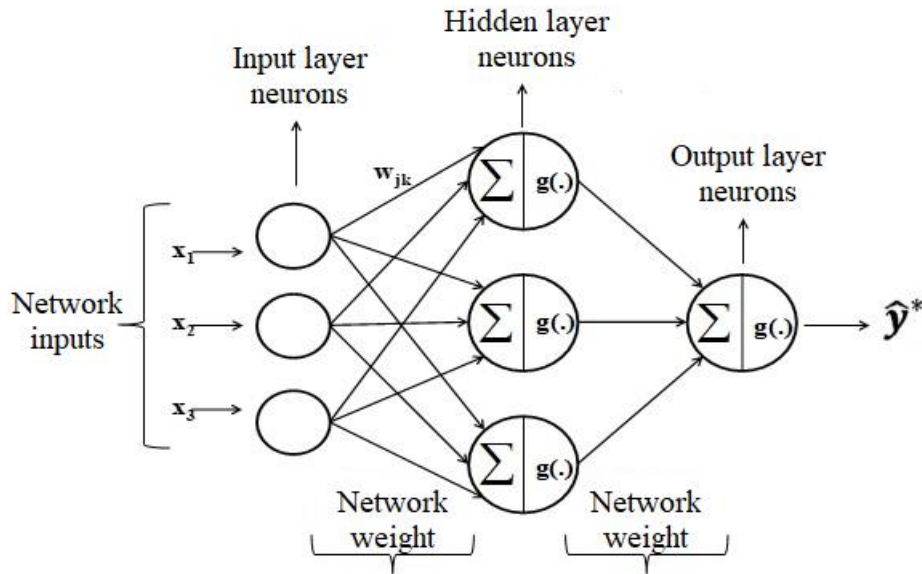 Hidden layer
neurons
Input layer
neurons
Output layer
neurons
w_jk
Network
inputs
x_1
x_2
x_3
∑ g(.)
∑ g(.)
∑ g(.)
∑ g(.)
ŷ*
Network
weight
Network
weight